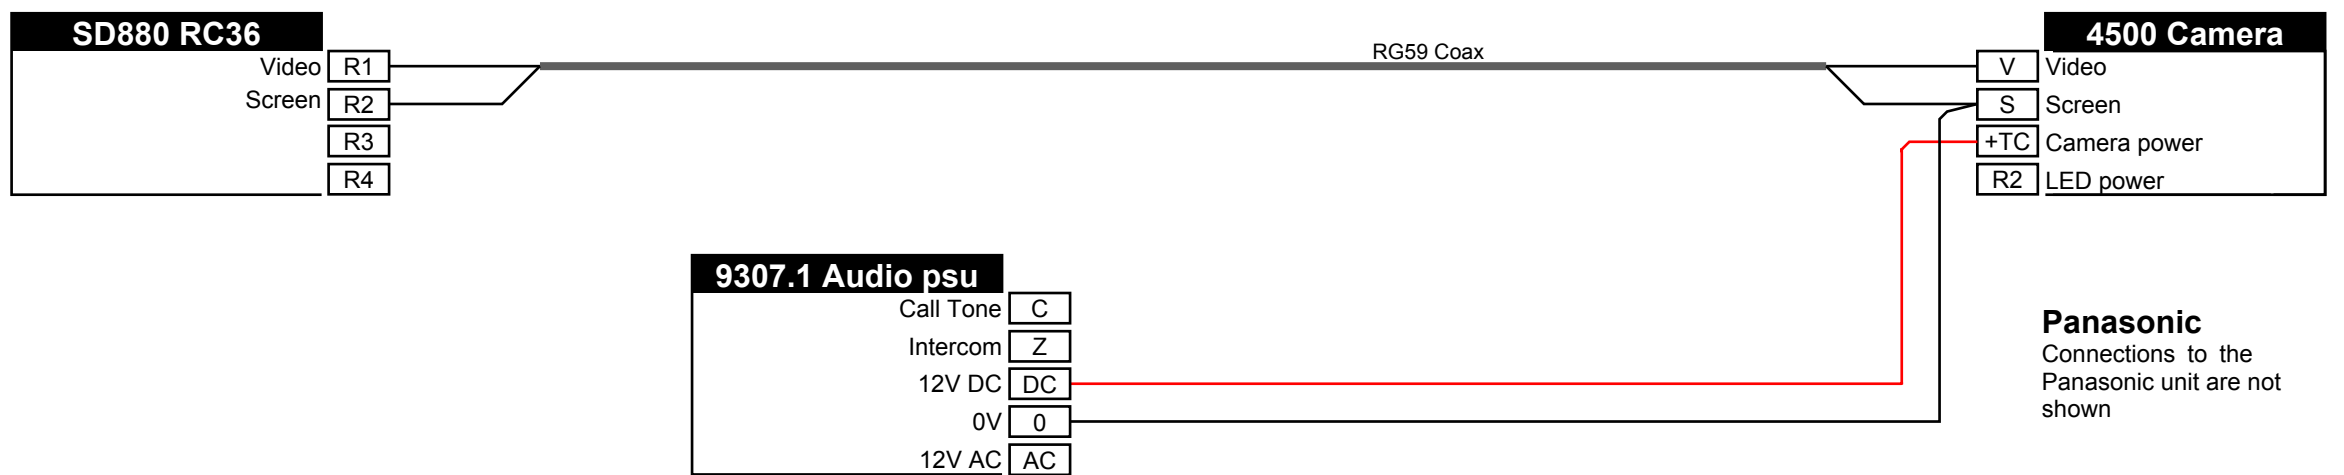 SD880 RC36
Video R1
Screen R2
R3
R4
RG59 Coax
4500 Camera
V Video
S Screen
+TC Camera power
R2 LED power
9307.1 Audio psu
Call Tone C
Intercom Z
12V DC DC
0V 0
12V AC AC
Panasonic
Connections to the
Panasonic unit are not
shown